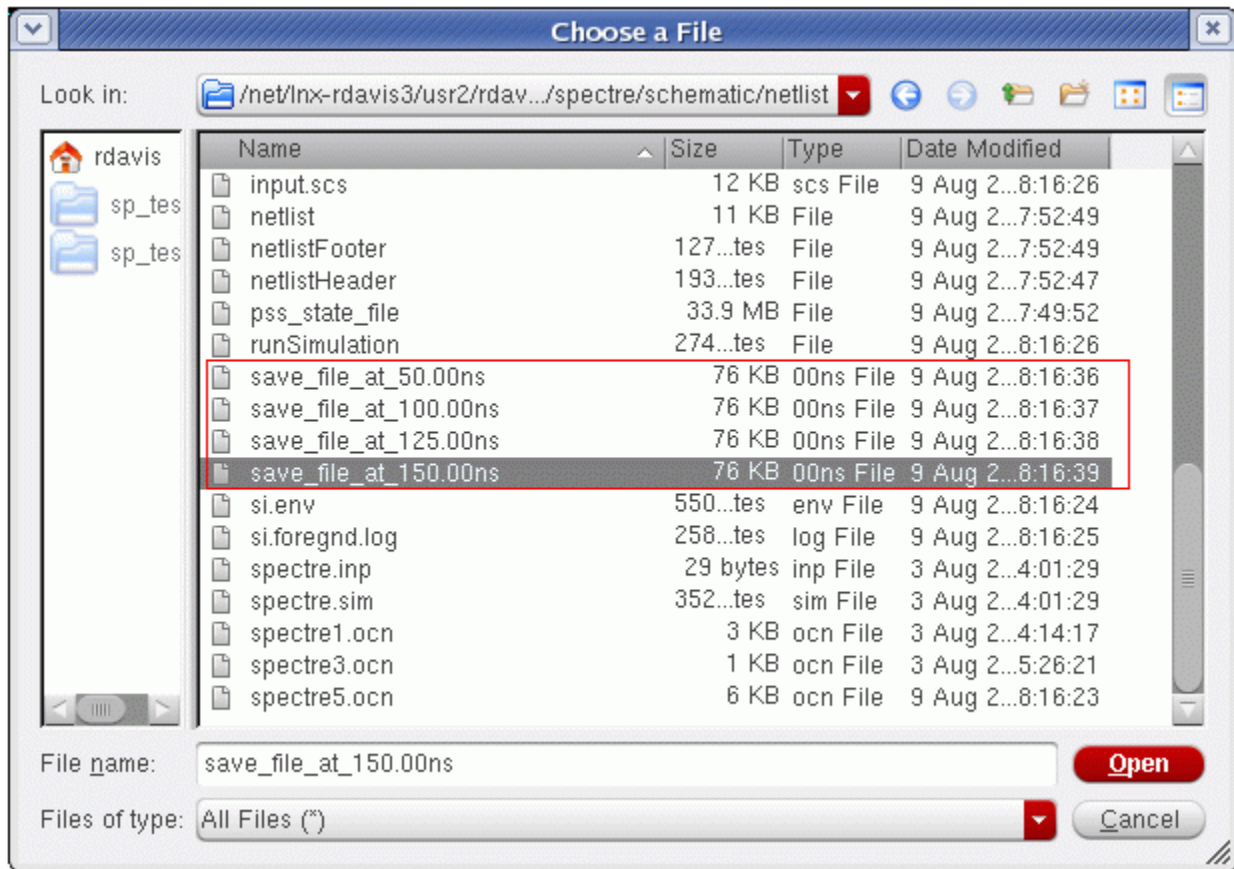 Choose a File
Look in: /net/lnx-rdavis3/usr2/rdav.../spectre/schematic/netlist
rdavis
sp_tes
sp_tes
Name Size Type Date Modified
input.scs 12 KB scs File 9 Aug 2...8:16:26
netlist 11 KB File 9 Aug 2...7:52:49
netlistFooter 127...tes File 9 Aug 2...7:52:49
netlistHeader 193...tes File 9 Aug 2...7:52:47
pss_state_file 33.9 MB File 9 Aug 2...7:49:52
runSimulation 274...tes File 9 Aug 2...8:16:26
save_file_at_50.00ns 76 KB 00ns File 9 Aug 2...8:16:36
save_file_at_100.00ns 76 KB 00ns File 9 Aug 2...8:16:37
save_file_at_125.00ns 76 KB 00ns File 9 Aug 2...8:16:38
save_file_at_150.00ns 76 KB 00ns File 9 Aug 2...8:16:39
si.env 550...tes env File 9 Aug 2...8:16:24
si.foregnd.log 258...tes log File 9 Aug 2...8:16:25
spectre.inp 29 bytes inp File 3 Aug 2...4:01:29
spectre.sim 352...tes sim File 3 Aug 2...4:01:29
spectre1.ocn 3 KB ocn File 3 Aug 2...4:14:17
spectre3.ocn 1 KB ocn File 3 Aug 2...5:26:21
spectre5.ocn 6 KB ocn File 9 Aug 2...8:16:23
File name: save_file_at_150.00ns Open
Files of type: All Files (*) Cancel